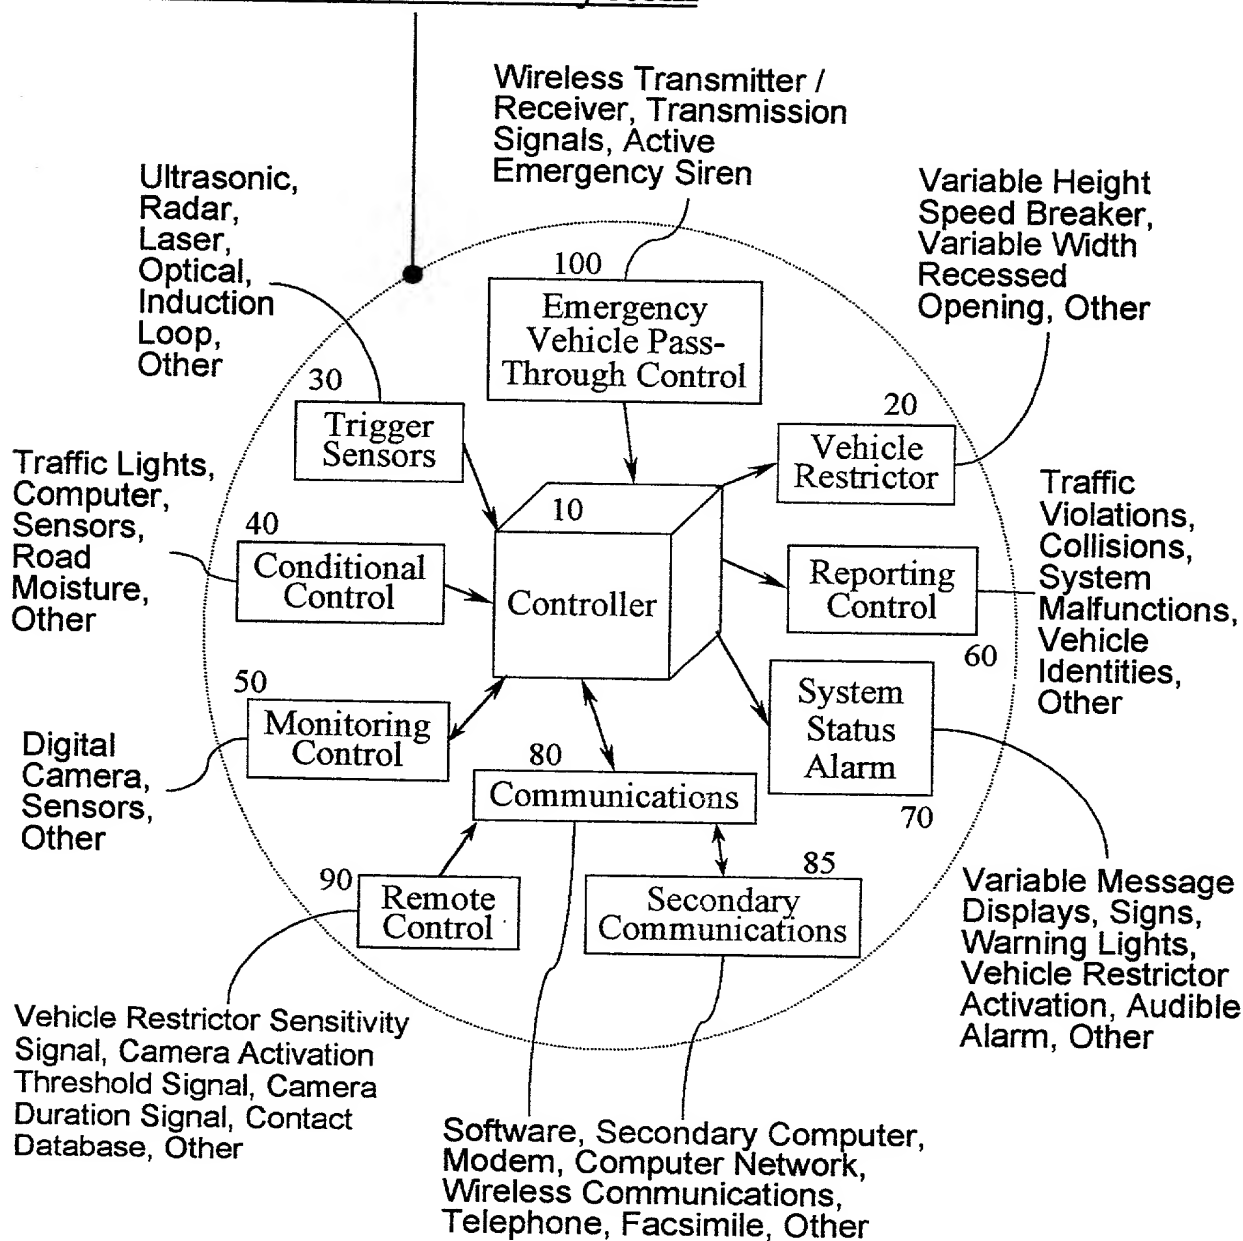 Wireless Transmitter /
Receiver, Transmission
Signals, Active
Emergency Siren
Ultrasonic,
Radar,
Laser,
Optical,
Induction
Loop,
Other
Variable Height
Speed Breaker,
Variable Width
Recessed
Opening, Other
100
Emergency
Vehicle Pass-
Through Control
30
Trigger
Sensors
20
Vehicle
Restrictor
Traffic Lights,
Computer,
Sensors,
Road
Moisture,
Other
40
Conditional
Control
10
Controller
Reporting
Control
60
Traffic
Violations,
Collisions,
System
Malfunctions,
Vehicle
Identities,
Other
50
Monitoring
Control
Digital
Camera,
Sensors,
Other
System
Status
Alarm
70
80
Communications
90
Remote
Control
85
Secondary
Communications
Variable Message
Displays, Signs,
Warning Lights,
Vehicle Restrictor
Activation, Audible
Alarm, Other
Vehicle Restrictor Sensitivity
Signal, Camera Activation
Threshold Signal, Camera
Duration Signal, Contact
Database, Other
Software, Secondary Computer,
Modem, Computer Network,
Wireless Communications,
Telephone, Facsimile, Other